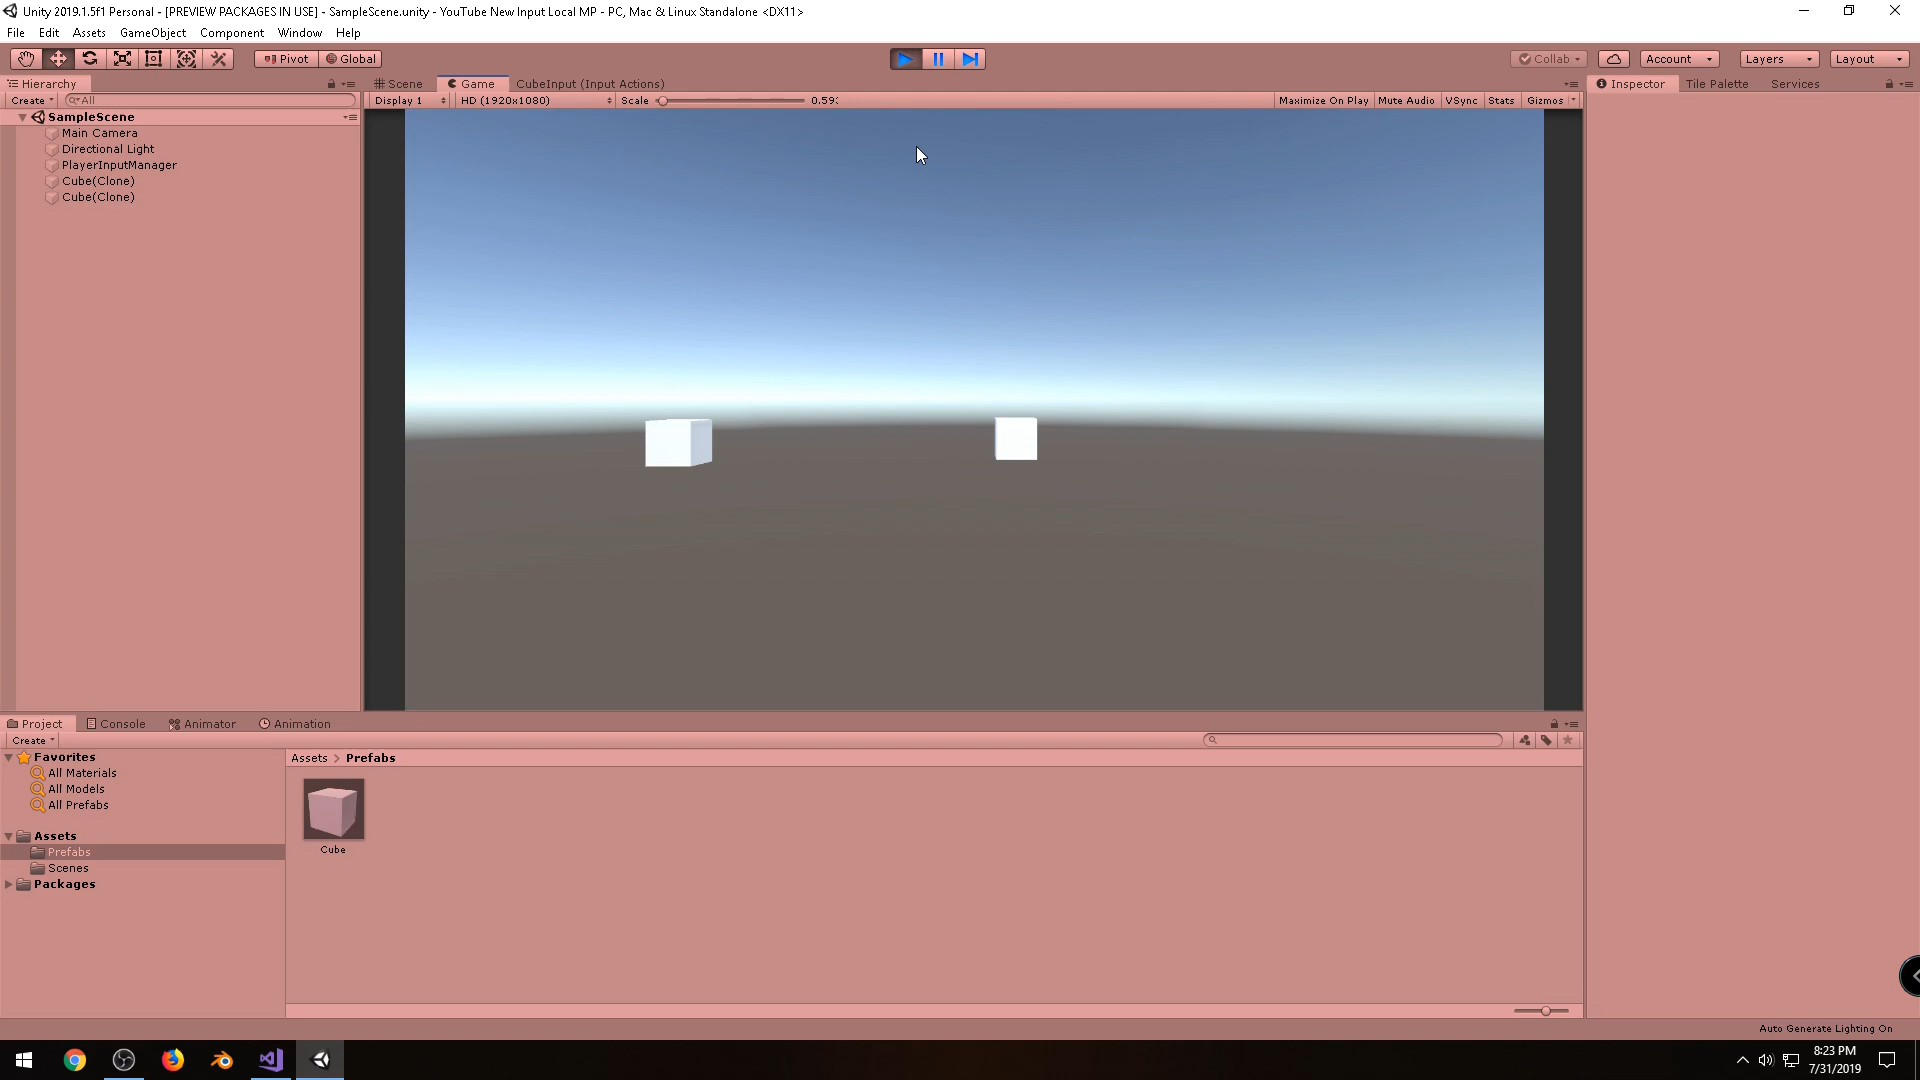 Unity 2019.1.5f1 Personal - [PREVIEW PACKAGES IN USE] - SampleScene.unity - YouTube New Input Local MP - PC, Mac & Linux Standalone <DX11>
File Edit Assets GameObject Component Window Help
Pivot Global Collab Account Layers Layout
Hierarchy Scene Game CubeInput (Input Actions) Inspector Tile Palette Services
Create All Display 1 HD (1920x1080) Scale Maximize On Play Mute Audio VSync Stats Gizmos
SampleScene
Main Camera
Directional Light
PlayerInputManager
Cube(Clone)
Cube(Clone)
Project Console Animator Animation
Create
Favorites
All Materials
All Models
All Prefabs
Assets
Prefabs
Scenes
Packages
Assets > Prefabs
Cube
Auto Generate Lighting On
8:23 PM
7/31/2019